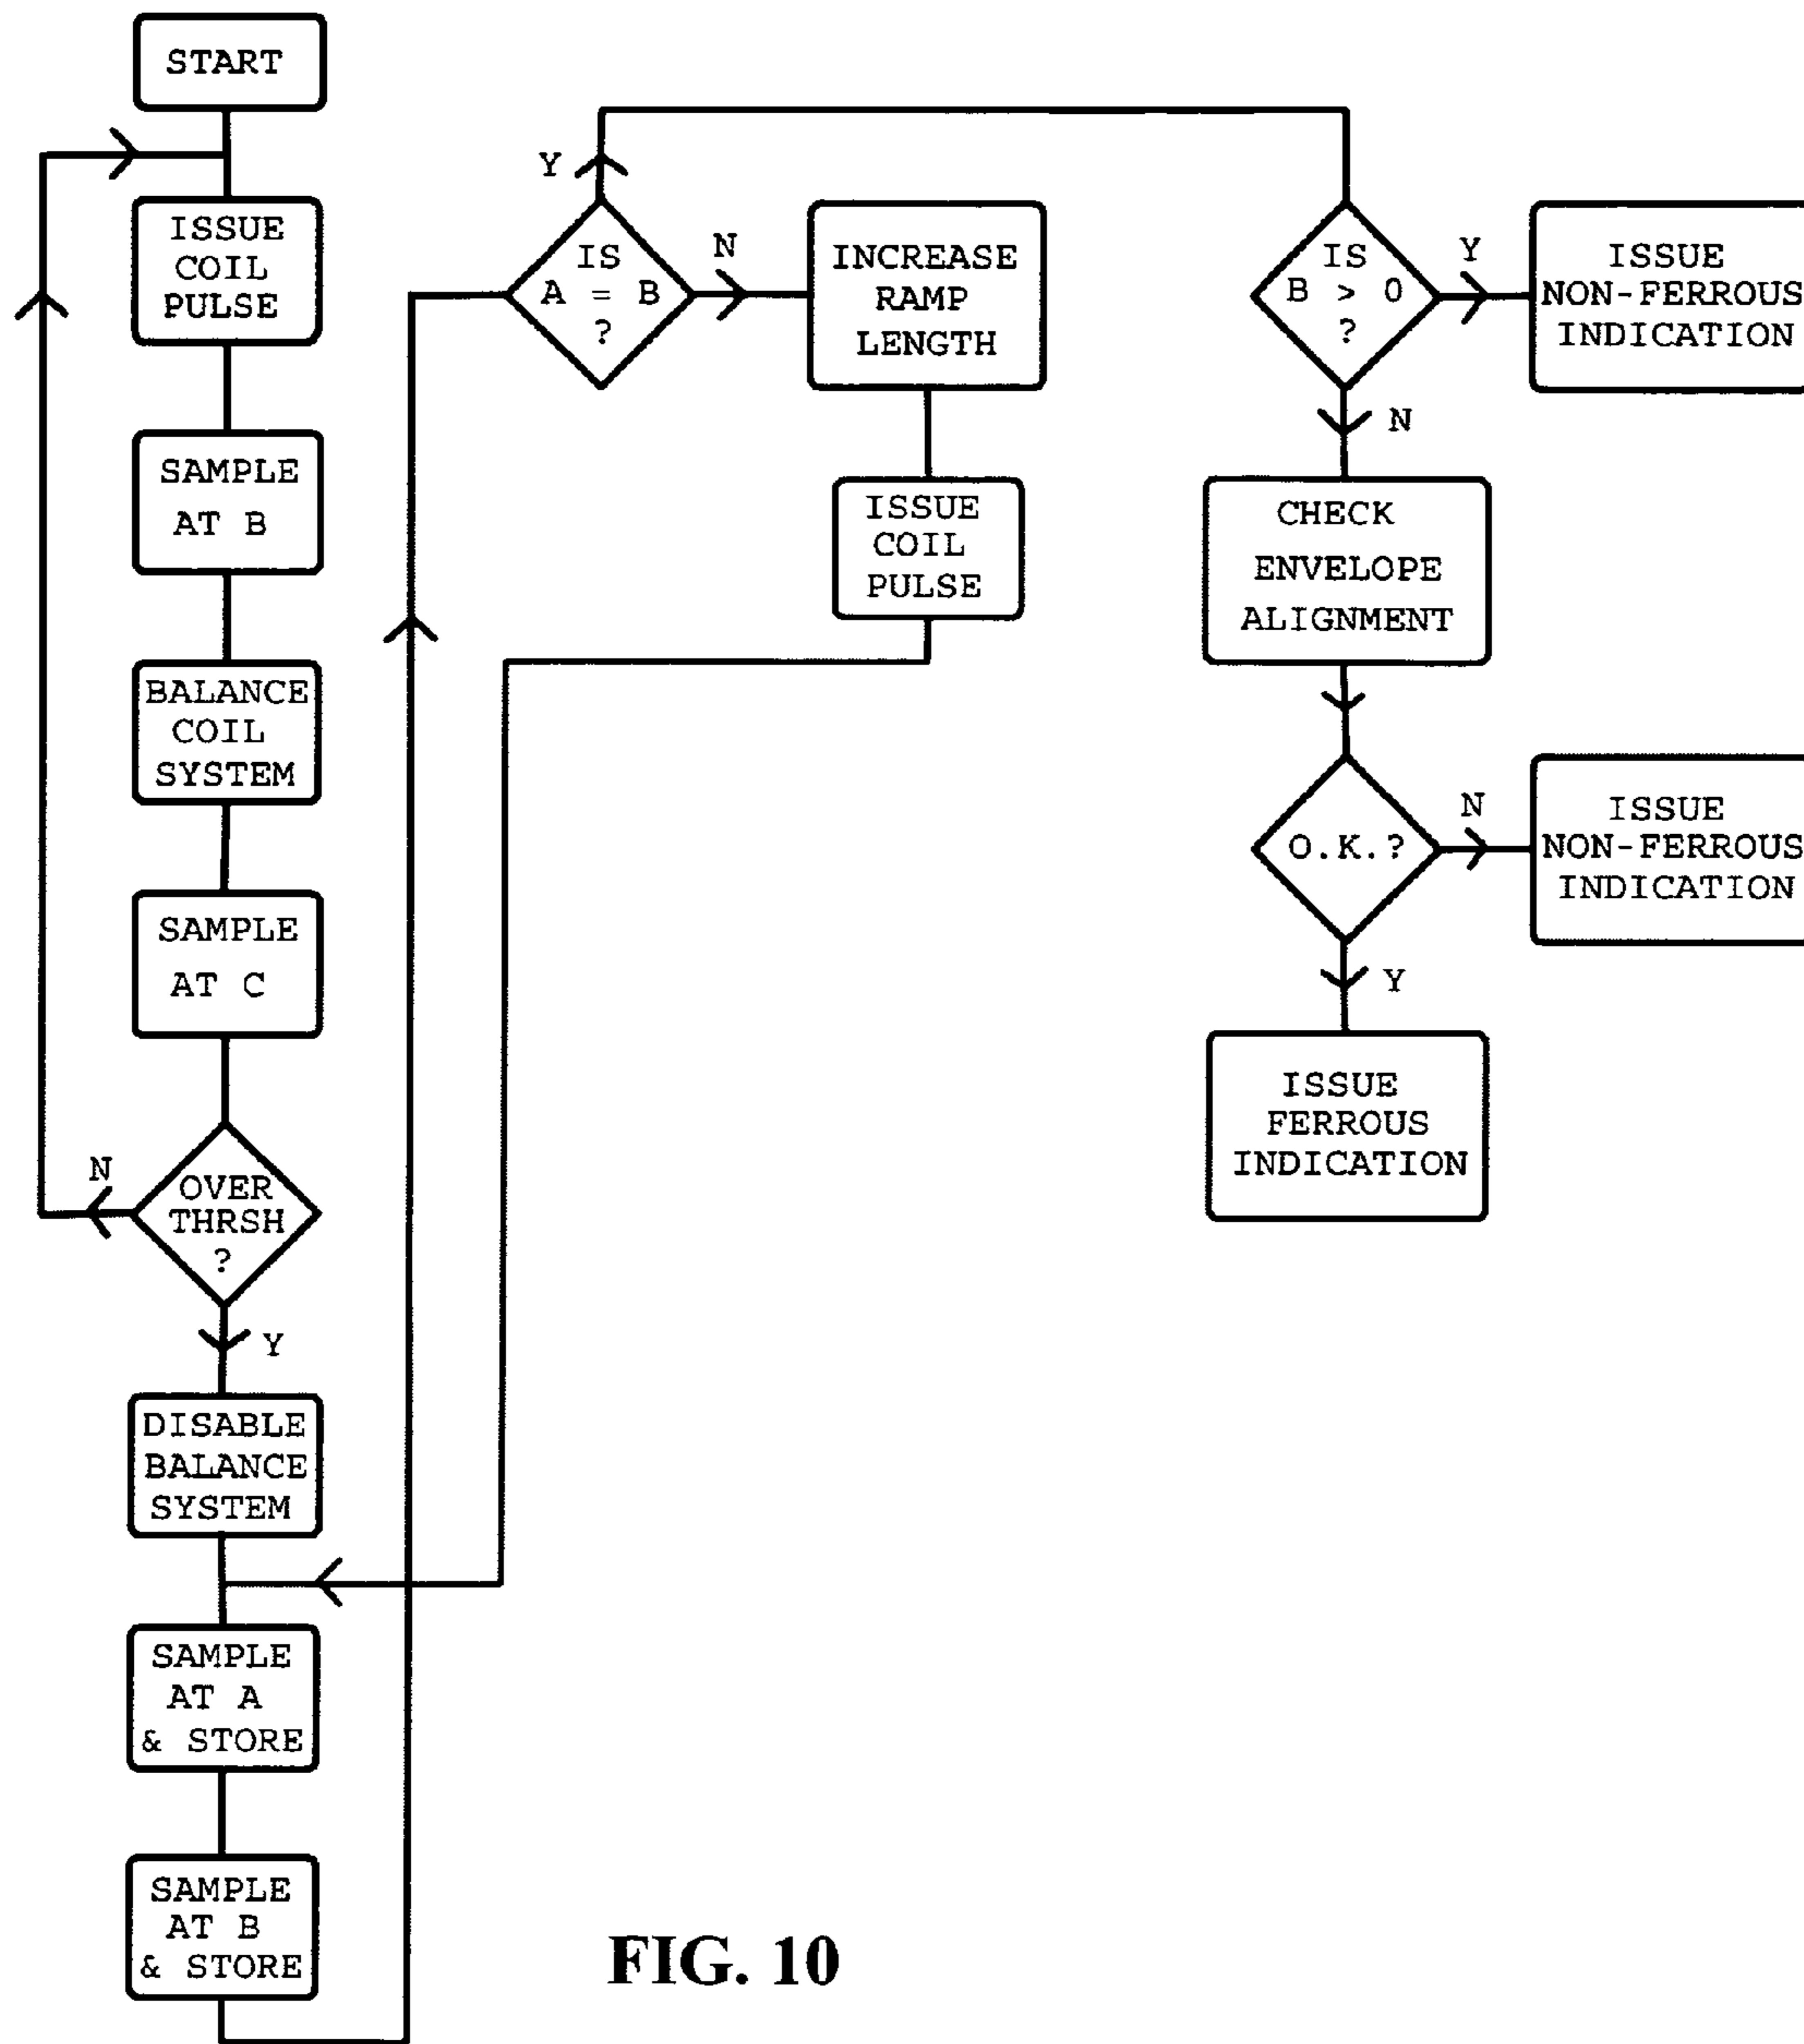 START
ISSUE
COIL
PULSE
SAMPLE
AT B
BALANCE
COIL
SYSTEM
SAMPLE
AT C
OVER
THRSH
?
N
Y
DISABLE
BALANCE
SYSTEM
SAMPLE
AT A
& STORE
SAMPLE
AT B
& STORE
IS
A = B
?
Y
N
INCREASE
RAMP
LENGTH
ISSUE
COIL
PULSE
IS
B > 0
?
Y
ISSUE
NON-FERROUS
INDICATION
N
CHECK
ENVELOPE
ALIGNMENT
O.K.?
N
ISSUE
NON-FERROUS
INDICATION
Y
ISSUE
FERROUS
INDICATION
FIG. 10